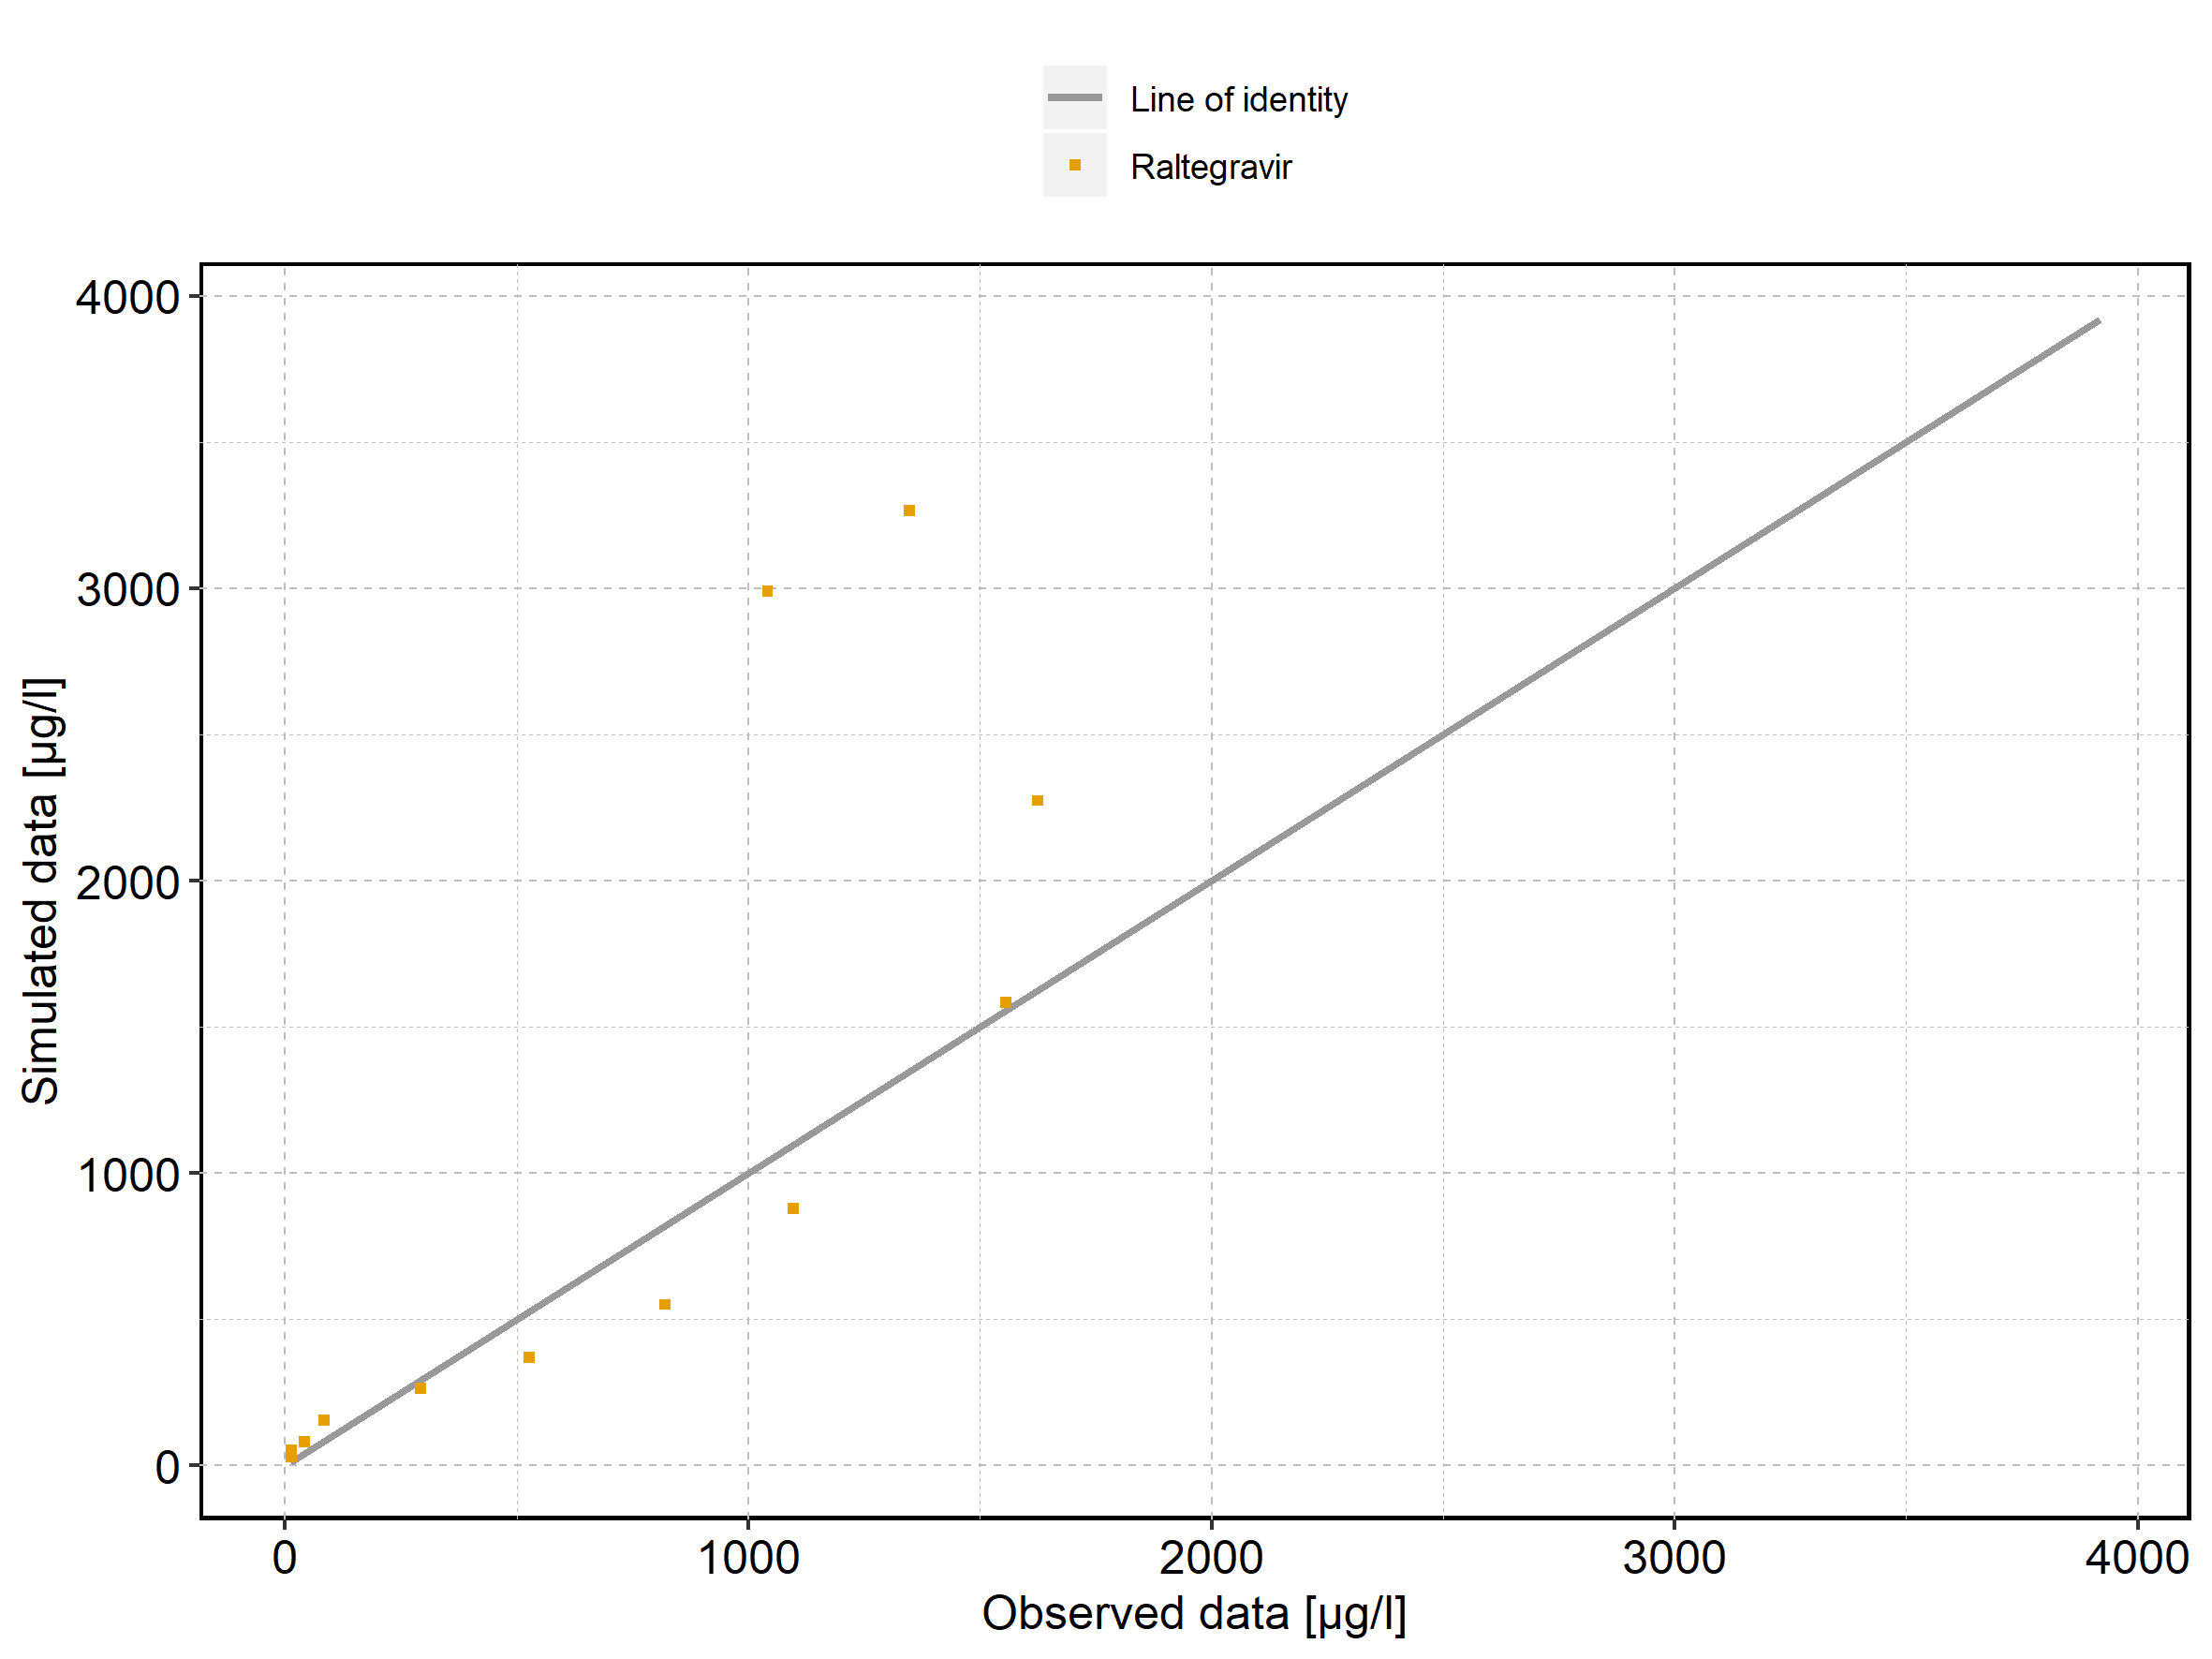 Line of identity
Raltegravir
4000
3000
2000
1000
0
Simulated data [µg/l]
0 1000 2000 3000 4000
Observed data [µg/l]